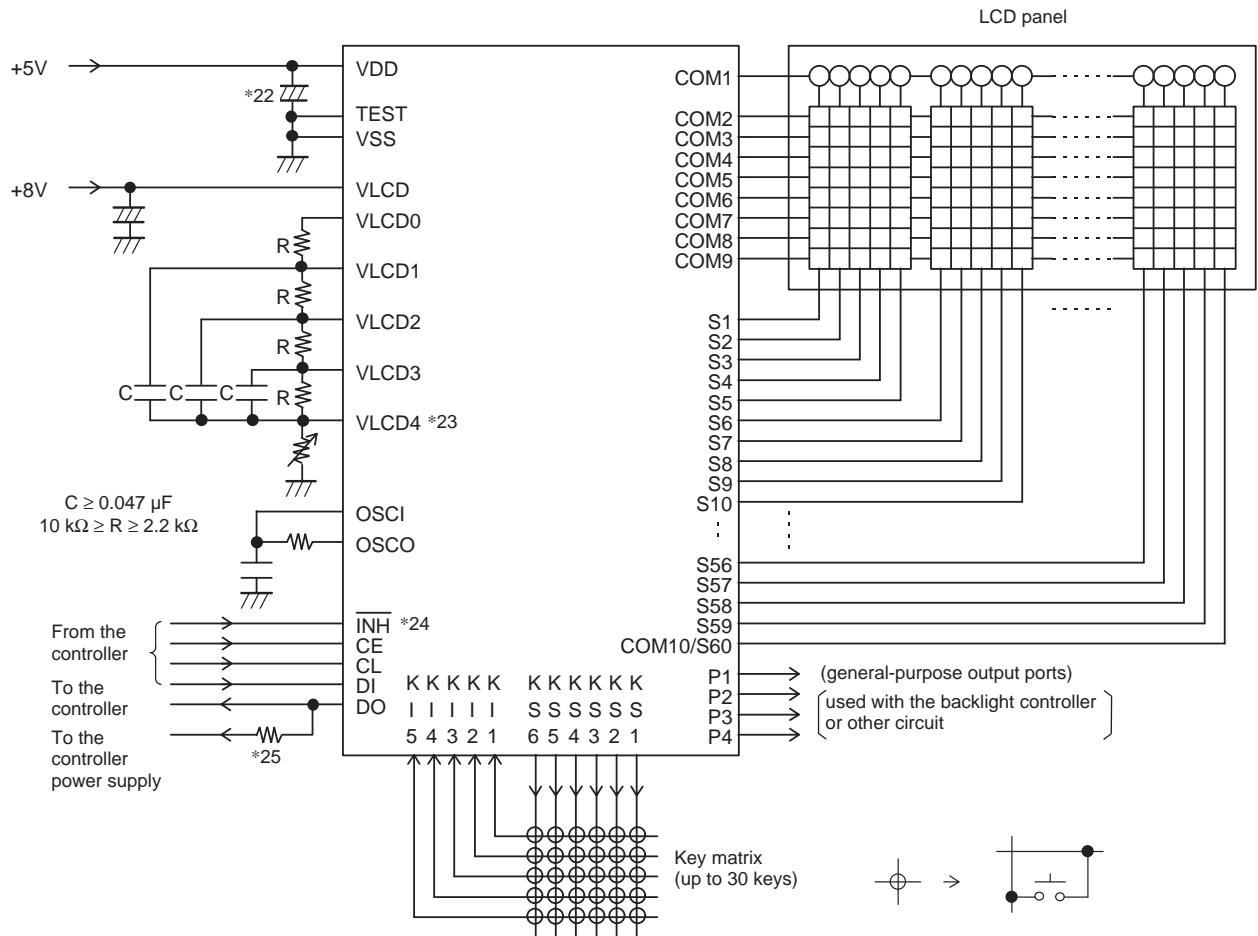 LCD panel
+5V
*22
VDD
TEST
VSS
+8V
VLCD
VLCD0
R
VLCD1
R
VLCD2
R
VLCD3
C C C R
VLCD4 *23
C ≥ 0.047 µF
10 kΩ ≥ R ≥ 2.2 kΩ
OSCI
OSCO
From the
controller
To the
controller
To the
controller
power supply
*25
INH *24
CE
CL
DI
DO
K K K K K
I I I I I
5 4 3 2 1
K K K K K K
S S S S S S
6 5 4 3 2 1
COM1
COM2
COM3
COM4
COM5
COM6
COM7
COM8
COM9
S1
S2
S3
S4
S5
S6
S7
S8
S9
S10
S56
S57
S58
S59
COM10/S60
P1
P2
P3
P4
(general-purpose output ports)
used with the backlight controller
or other circuit
Key matrix
(up to 30 keys)